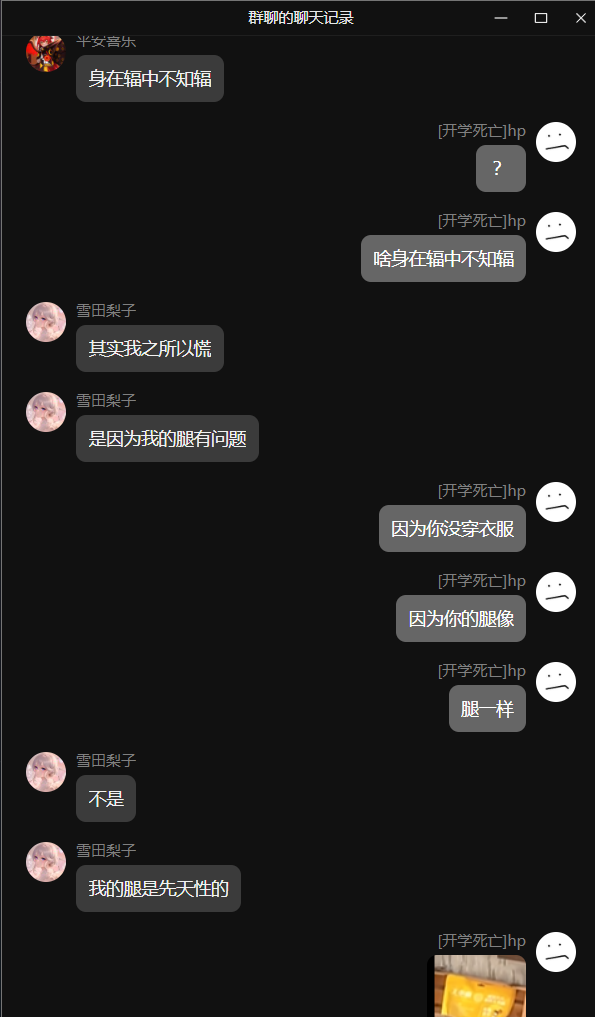 群聊的聊天记录
平安喜乐
身在辐中不知辐
[开学死亡]hp
？
[开学死亡]hp
啥身在辐中不知辐
雪田梨子
其实我之所以慌
雪田梨子
是因为我的腿有问题
[开学死亡]hp
因为你没穿衣服
[开学死亡]hp
因为你的腿像
[开学死亡]hp
腿一样
雪田梨子
不是
雪田梨子
我的腿是先天性的
[开学死亡]hp